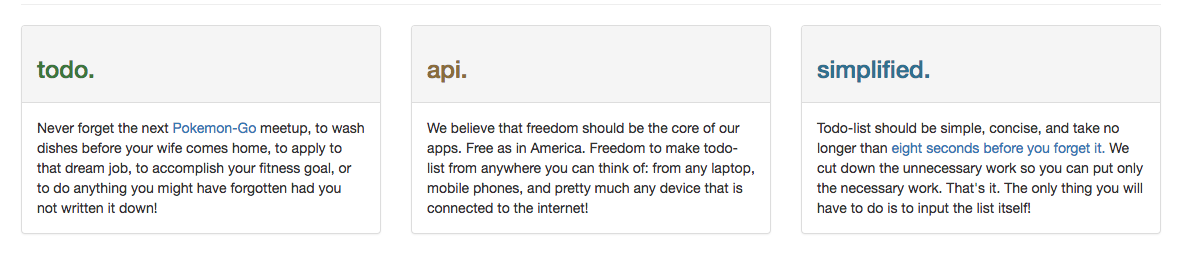 todo.
Never forget the next Pokemon-Go meetup, to wash
dishes before your wife comes home, to apply to
that dream job, to accomplish your fitness goal, or
to do anything you might have forgotten had you
not written it down!
api.
We believe that freedom should be the core of our
apps. Free as in America. Freedom to make todo-
list from anywhere you can think of: from any laptop,
mobile phones, and pretty much any device that is
connected to the internet!
simplified.
Todo-list should be simple, concise, and take no
longer than eight seconds before you forget it. We
cut down the unnecessary work so you can put only
the necessary work. That's it. The only thing you will
have to do is to input the list itself!